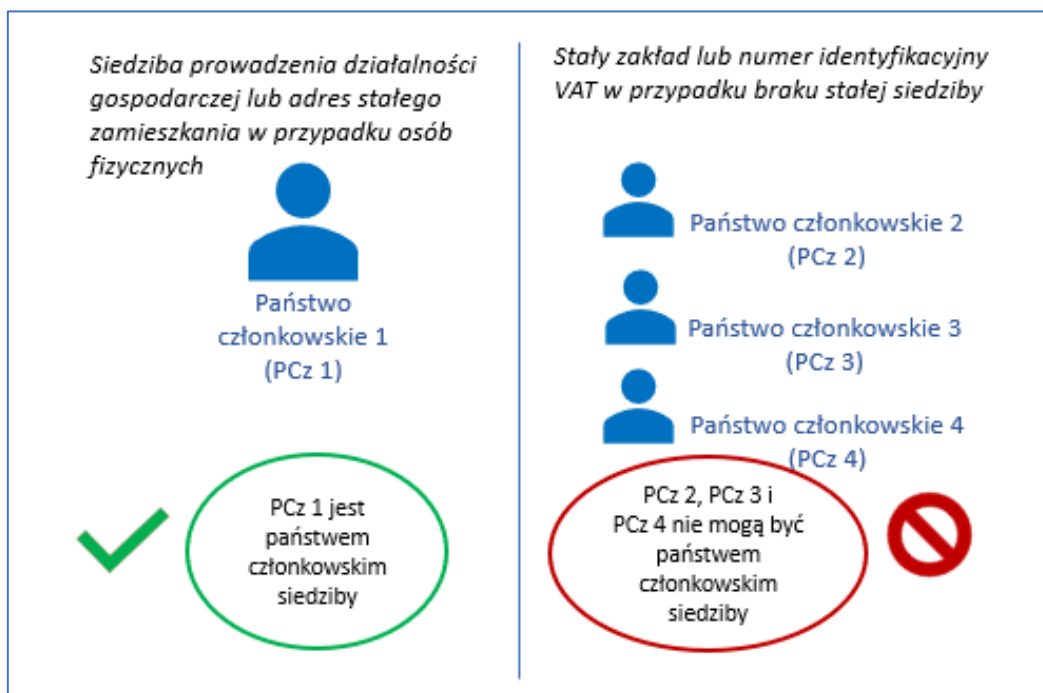 Siedziba prowadzenia działalności
gospodarczej lub adres stałego
zamieszkania w przypadku osób
fizycznych
Państwo
członkowskie 1
(PCz 1)
PCz 1 jest
państwem
członkowskim
siedziby
Stały zakład lub numer identyfikacyjny
VAT w przypadku braku stałej siedziby
Państwo członkowskie 2
(PCz 2)
Państwo członkowskie 3
(PCz 3)
Państwo członkowskie 4
(PCz 4)
PCz 2, PCz 3 i
PCz 4 nie mogą być
państwem
członkowskim
siedziby